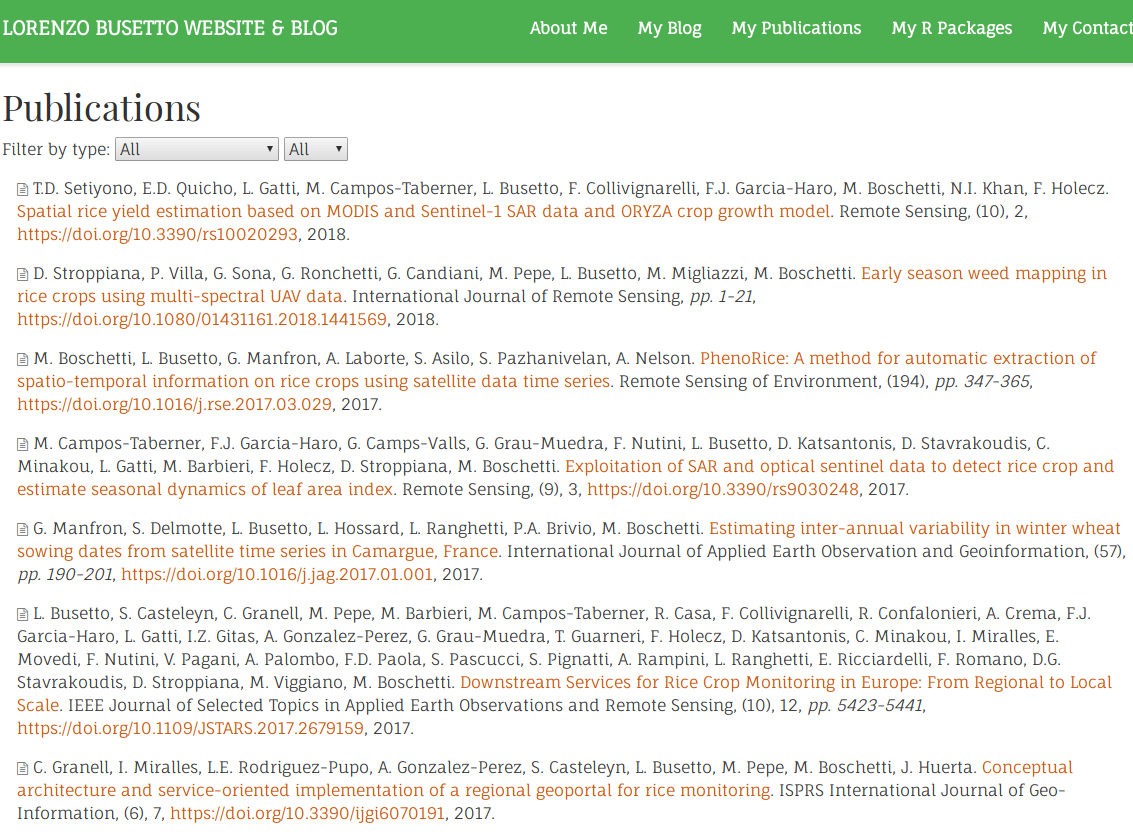 LORENZO BUSETTO WEBSITE & BLOG About Me My Blog My Publications My R Packages My Contact
Publications
Filter by type: All All
T.D. Setiyono, E.D. Quicho, L. Gatti, M. Campos-Taberner, L. Busetto, F. Collivignarelli, F.J. Garcia-Haro, M. Boschetti, N.I. Khan, F. Holecz.
Spatial rice yield estimation based on MODIS and Sentinel-1 SAR data and ORYZA crop growth model. Remote Sensing, (10), 2,
https://doi.org/10.3390/rs10020293, 2018.
D. Stroppiana, P. Villa, G. Sona, G. Ronchetti, G. Candiani, M. Pepe, L. Busetto, M. Migliazzi, M. Boschetti. Early season weed mapping in
rice crops using multi-spectral UAV data. International Journal of Remote Sensing, pp. 1-21,
https://doi.org/10.1080/01431161.2018.1441569, 2018.
M. Boschetti, L. Busetto, G. Manfron, A. Laborte, S. Asilo, S. Pazhanivelan, A. Nelson. PhenoRice: A method for automatic extraction of
spatio-temporal information on rice crops using satellite data time series. Remote Sensing of Environment, (194), pp. 347-365,
https://doi.org/10.1016/j.rse.2017.03.029, 2017.
M. Campos-Taberner, F.J. Garcia-Haro, G. Camps-Valls, G. Grau-Muedra, F. Nutini, L. Busetto, D. Katsantonis, D. Stavrakoudis, C.
Minakou, L. Gatti, M. Barbieri, F. Holecz, D. Stroppiana, M. Boschetti. Exploitation of SAR and optical sentinel data to detect rice crop and
estimate seasonal dynamics of leaf area index. Remote Sensing, (9), 3, https://doi.org/10.3390/rs9030248, 2017.
G. Manfron, S. Delmotte, L. Busetto, L. Hossard, L. Ranghetti, P.A. Brivio, M. Boschetti. Estimating inter-annual variability in winter wheat
sowing dates from satellite time series in Camargue, France. International Journal of Applied Earth Observation and Geoinformation, (57),
pp. 190-201, https://doi.org/10.1016/j.jag.2017.01.001, 2017.
L. Busetto, S. Casteleyn, C. Granell, M. Pepe, M. Barbieri, M. Campos-Taberner, R. Casa, F. Collivignarelli, R. Confalonieri, A. Crema, F.J.
Garcia-Haro, L. Gatti, I.Z. Gitas, A. Gonzalez-Perez, G. Grau-Muedra, T. Guarneri, F. Holecz, D. Katsantonis, C. Minakou, I. Miralles, E.
Movedi, F. Nutini, V. Pagani, A. Palombo, F.D. Paola, S. Pascucci, S. Pignatti, A. Rampini, L. Ranghetti, E. Ricciardelli, F. Romano, D.G.
Stavrakoudis, D. Stroppiana, M. Viggiano, M. Boschetti. Downstream Services for Rice Crop Monitoring in Europe: From Regional to Local
Scale. IEEE Journal of Selected Topics in Applied Earth Observations and Remote Sensing, (10), 12, pp. 5423-5441,
https://doi.org/10.1109/JSTARS.2017.2679159, 2017.
C. Granell, I. Miralles, L.E. Rodriguez-Pupo, A. Gonzalez-Perez, S. Casteleyn, L. Busetto, M. Pepe, M. Boschetti, J. Huerta. Conceptual
architecture and service-oriented implementation of a regional geoportal for rice monitoring. ISPRS International Journal of Geo-
Information, (6), 7, https://doi.org/10.3390/ijgi6070191, 2017.